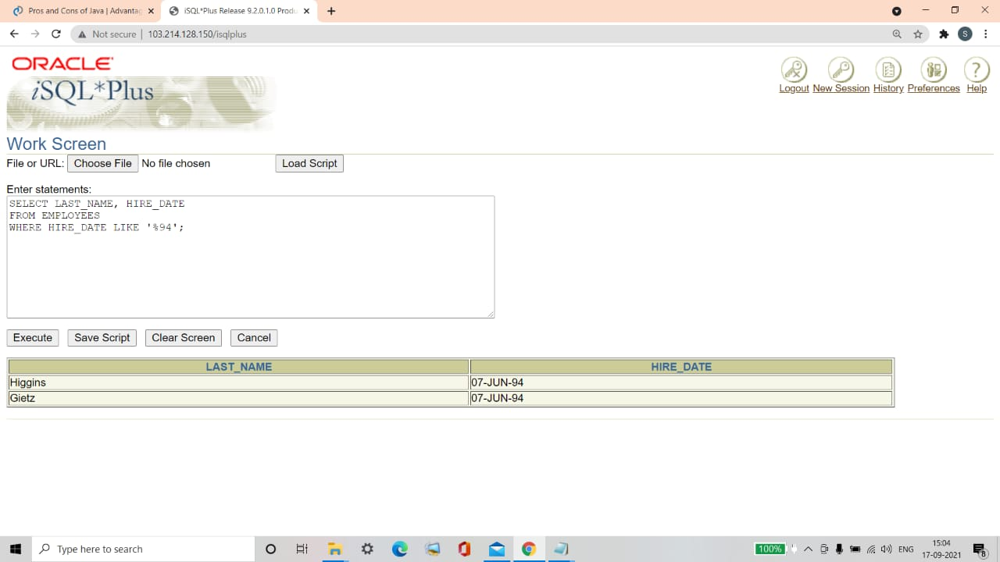 Pros and Cons of Java | Advantag
iSQL*Plus Release 9.2.0.1.0 Produ
Not secure | 103.214.128.150/isqlplus
S
ORACLE
iSQL*Plus
Logout New Session History Preferences Help
Work Screen
File or URL: Choose File No file chosen Load Script
Enter statements:
SELECT LAST_NAME, HIRE_DATE
FROM EMPLOYEES
WHERE HIRE_DATE LIKE '%94';
Execute Save Script Clear Screen Cancel
LAST_NAME HIRE_DATE
Higgins 07-JUN-94
Gietz 07-JUN-94
Type here to search
100%
ENG
15:04
17-09-2021
8